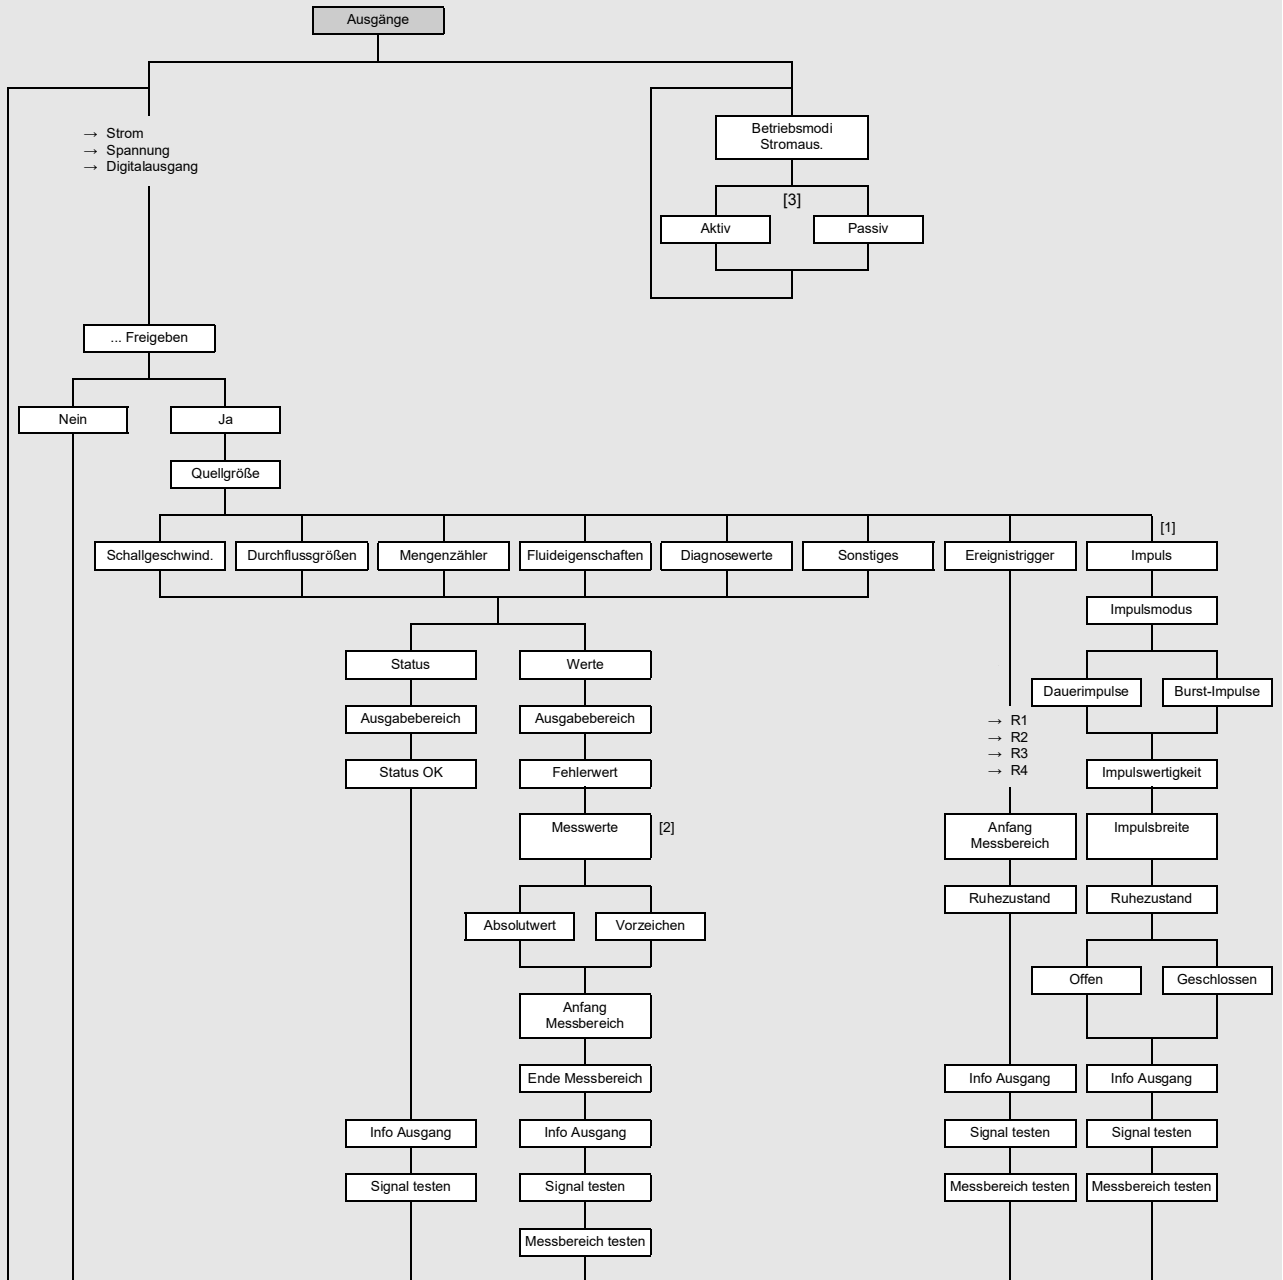 Ausgänge
→ Strom
→ Spannung
→ Digitalausgang
Betriebsmodi
Stromaus.
[3]
Aktiv
Passiv
... Freigeben
Nein
Ja
Quellgröße
[1]
Schallgeschwind.
Durchflussgrößen
Mengenzähler
Fluideigenschaften
Diagnosewerte
Sonstiges
Ereignistrigger
Impuls
Impulsmodus
Status
Werte
Dauerimpulse
Burst-Impulse
Ausgabebereich
Ausgabebereich
→ R1
→ R2
→ R3
→ R4
Status OK
Fehlerwert
Impulswertigkeit
Messwerte
[2]
Anfang
Messbereich
Impulsbreite
Ruhezustand
Ruhezustand
Absolutwert
Vorzeichen
Offen
Geschlossen
Anfang
Messbereich
Ende Messbereich
Info Ausgang
Info Ausgang
Info Ausgang
Info Ausgang
Signal testen
Signal testen
Signal testen
Signal testen
Messbereich testen
Messbereich testen
Messbereich testen